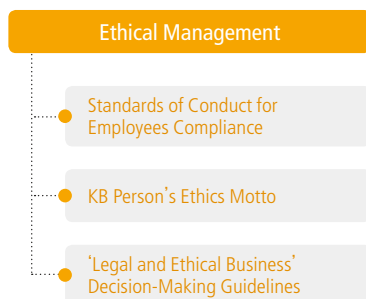 Ethical Management
Standards of Conduct for
Employees Compliance
KB Person’s Ethics Motto
‘Legal and Ethical Business’
Decision-Making Guidelines